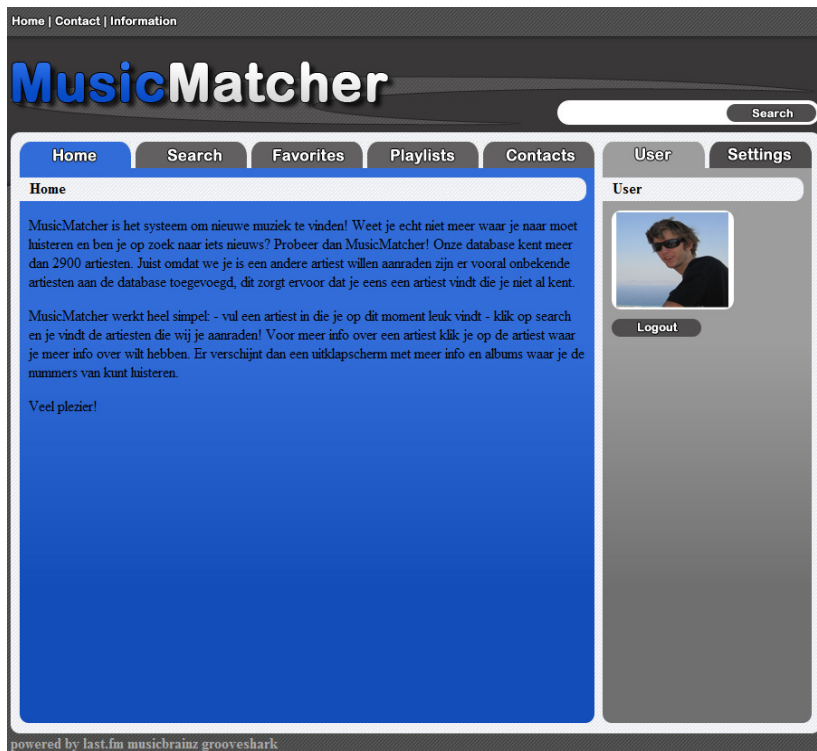 Home | Contact | Information
MusicMatcher
Search
Home Search Favorites Playlists Contacts User Settings
Home
User
MusicMatcher is het systeem om nieuwe muziek te vinden! Weet je echt niet meer waar je naar moet
luisteren en ben je op zoek naar iets nieuws? Probeer dan MusicMatcher! Onze database kent meer
dan 2900 artiesten. Juist omdat we je is een andere artiest willen aanraden zijn er vooral onbekende
artiesten aan de database toegevoegd, dit zorgt ervoor dat je eens een artiest vindt die je niet al kent.
MusicMatcher werkt heel simpel: - vul een artiest in die je op dit moment leuk vindt - klik op search
en je vindt de artiesten die wij je aanraden! Voor meer info over een artiest klik je op de artiest waar
je meer info over wilt hebben. Er verschijnt dan een uitklapscherm met meer info en albums waar je de
nummers van kunt luisteren.
Veel plezier!
Logout
powered by last.fm musicbrainz grooveshark